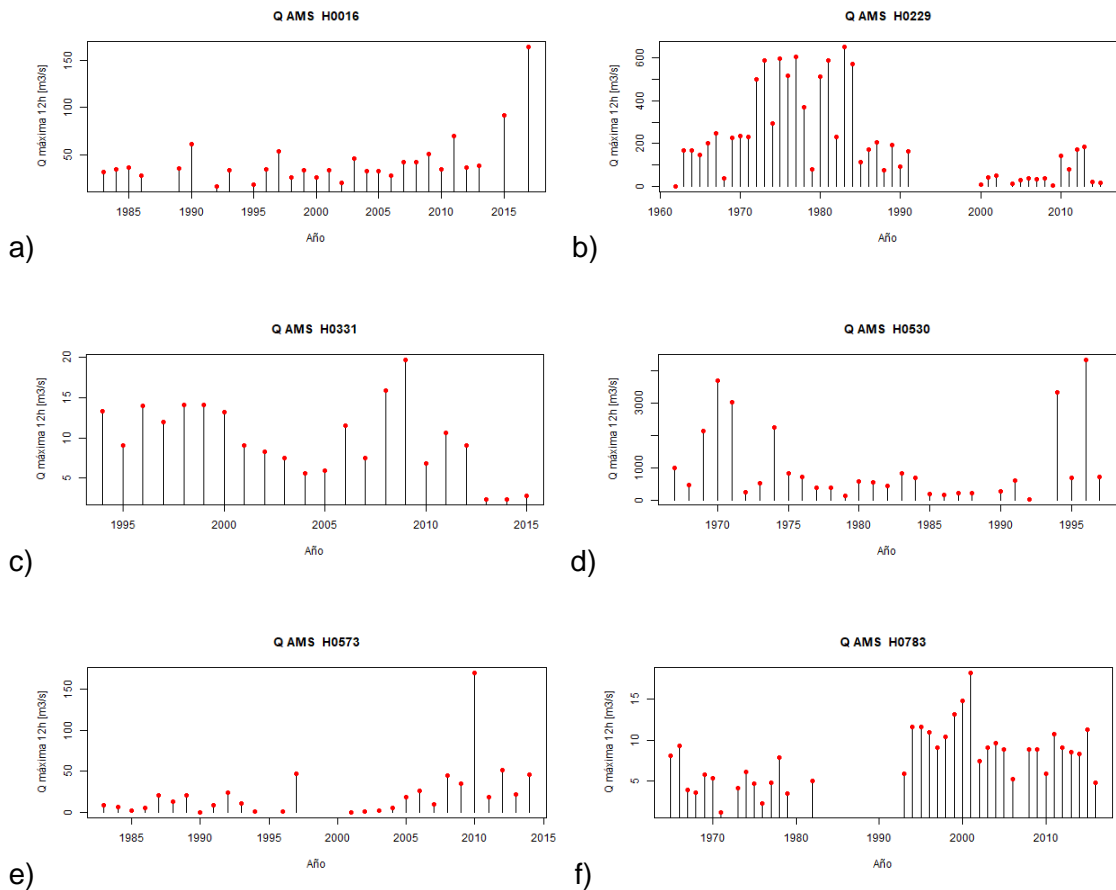 Q AMS H0016
Q máxima 12h [m3/s]
150
100
50
1985 1990 1995 2000 2005 2010 2015
Año
a)
Q AMS H0229
Q máxima 12h [m3/s]
600
400
200
0
1960 1970 1980 1990 2000 2010
Año
b)
Q AMS H0331
Q máxima 12h [m3/s]
20
15
10
5
1995 2000 2005 2010 2015
Año
c)
Q AMS H0530
Q máxima 12h [m3/s]
3000
1000
0
1970 1975 1980 1985 1990 1995
Año
d)
Q AMS H0573
Q máxima 12h [m3/s]
150
100
50
0
1985 1990 1995 2000 2005 2010 2015
Año
e)
Q AMS H0783
Q máxima 12h [m3/s]
15
10
5
1970 1980 1990 2000 2010
Año
f)